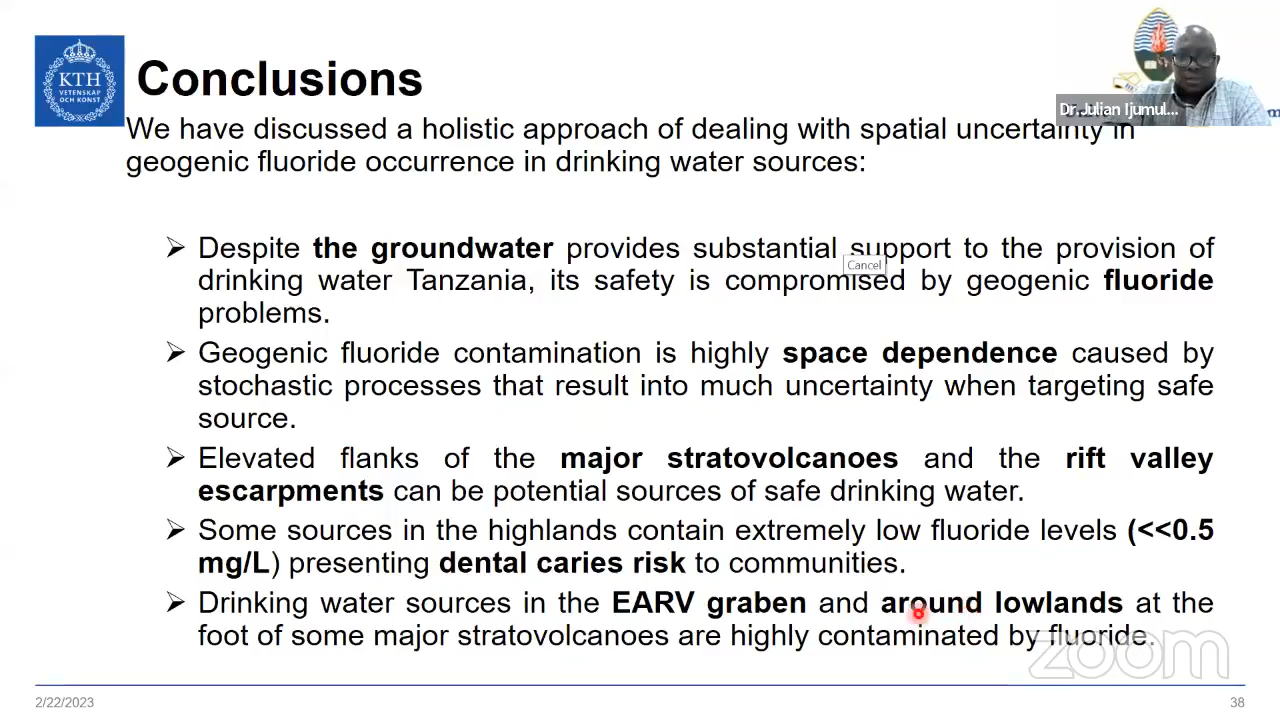 KTH
VETENSKAP
OCH KONST
Conclusions
Dr. Julian Ijumul...
We have discussed a holistic approach of dealing with spatial uncertainty in
geogenic fluoride occurrence in drinking water sources:
➢ Despite the groundwater provides substantial support to the provision of
Cancel
drinking water Tanzania, its safety is compromised by geogenic fluoride
problems.
➢ Geogenic fluoride contamination is highly space dependence caused by
stochastic processes that result into much uncertainty when targeting safe
source.
➢ Elevated flanks of the major stratovolcanoes and the rift valley
escarpments can be potential sources of safe drinking water.
➢ Some sources in the highlands contain extremely low fluoride levels (<<0.5
mg/L) presenting dental caries risk to communities.
➢ Drinking water sources in the EARV graben and around lowlands at the
foot of some major stratovolcanoes are highly contaminated by fluoride.
zoom
2/22/2023
38